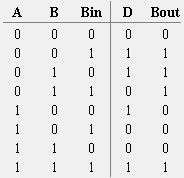 A B Bin D Bout
0 0 0 0 0
0 0 1 1 1
0 1 0 1 1
0 1 1 0 1
1 0 0 1 0
1 0 1 0 0
1 1 0 0 0
1 1 1 1 1